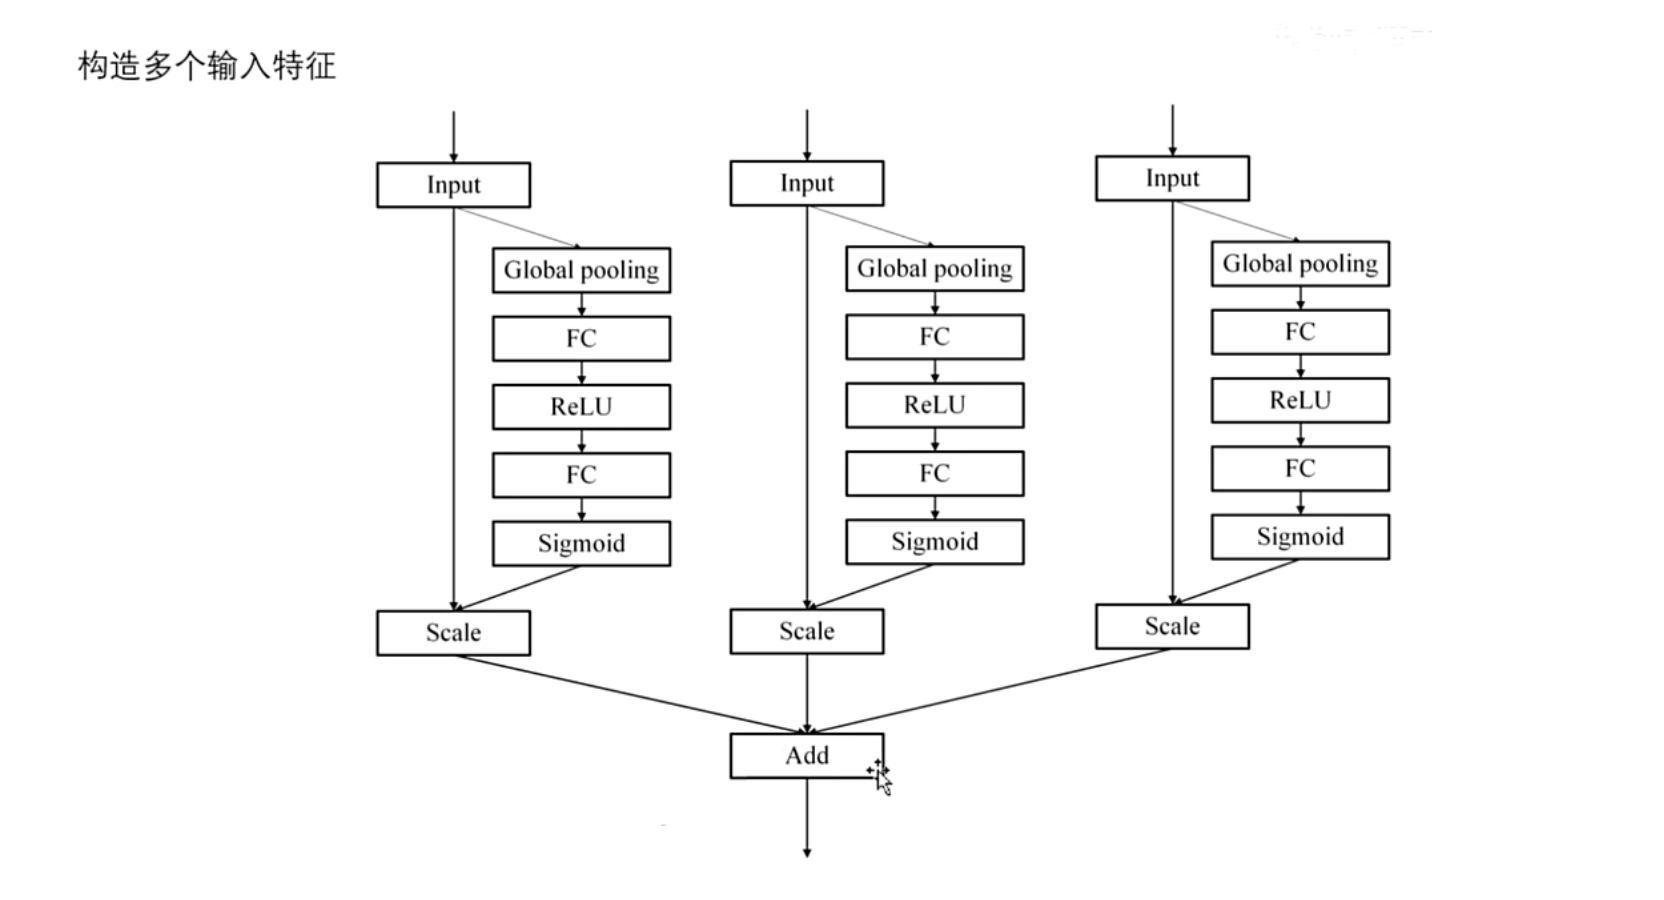 构造多个输入特征
Input
Global pooling
FC
ReLU
FC
Sigmoid
Scale
Input
Global pooling
FC
ReLU
FC
Sigmoid
Scale
Input
Global pooling
FC
ReLU
FC
Sigmoid
Scale
Add